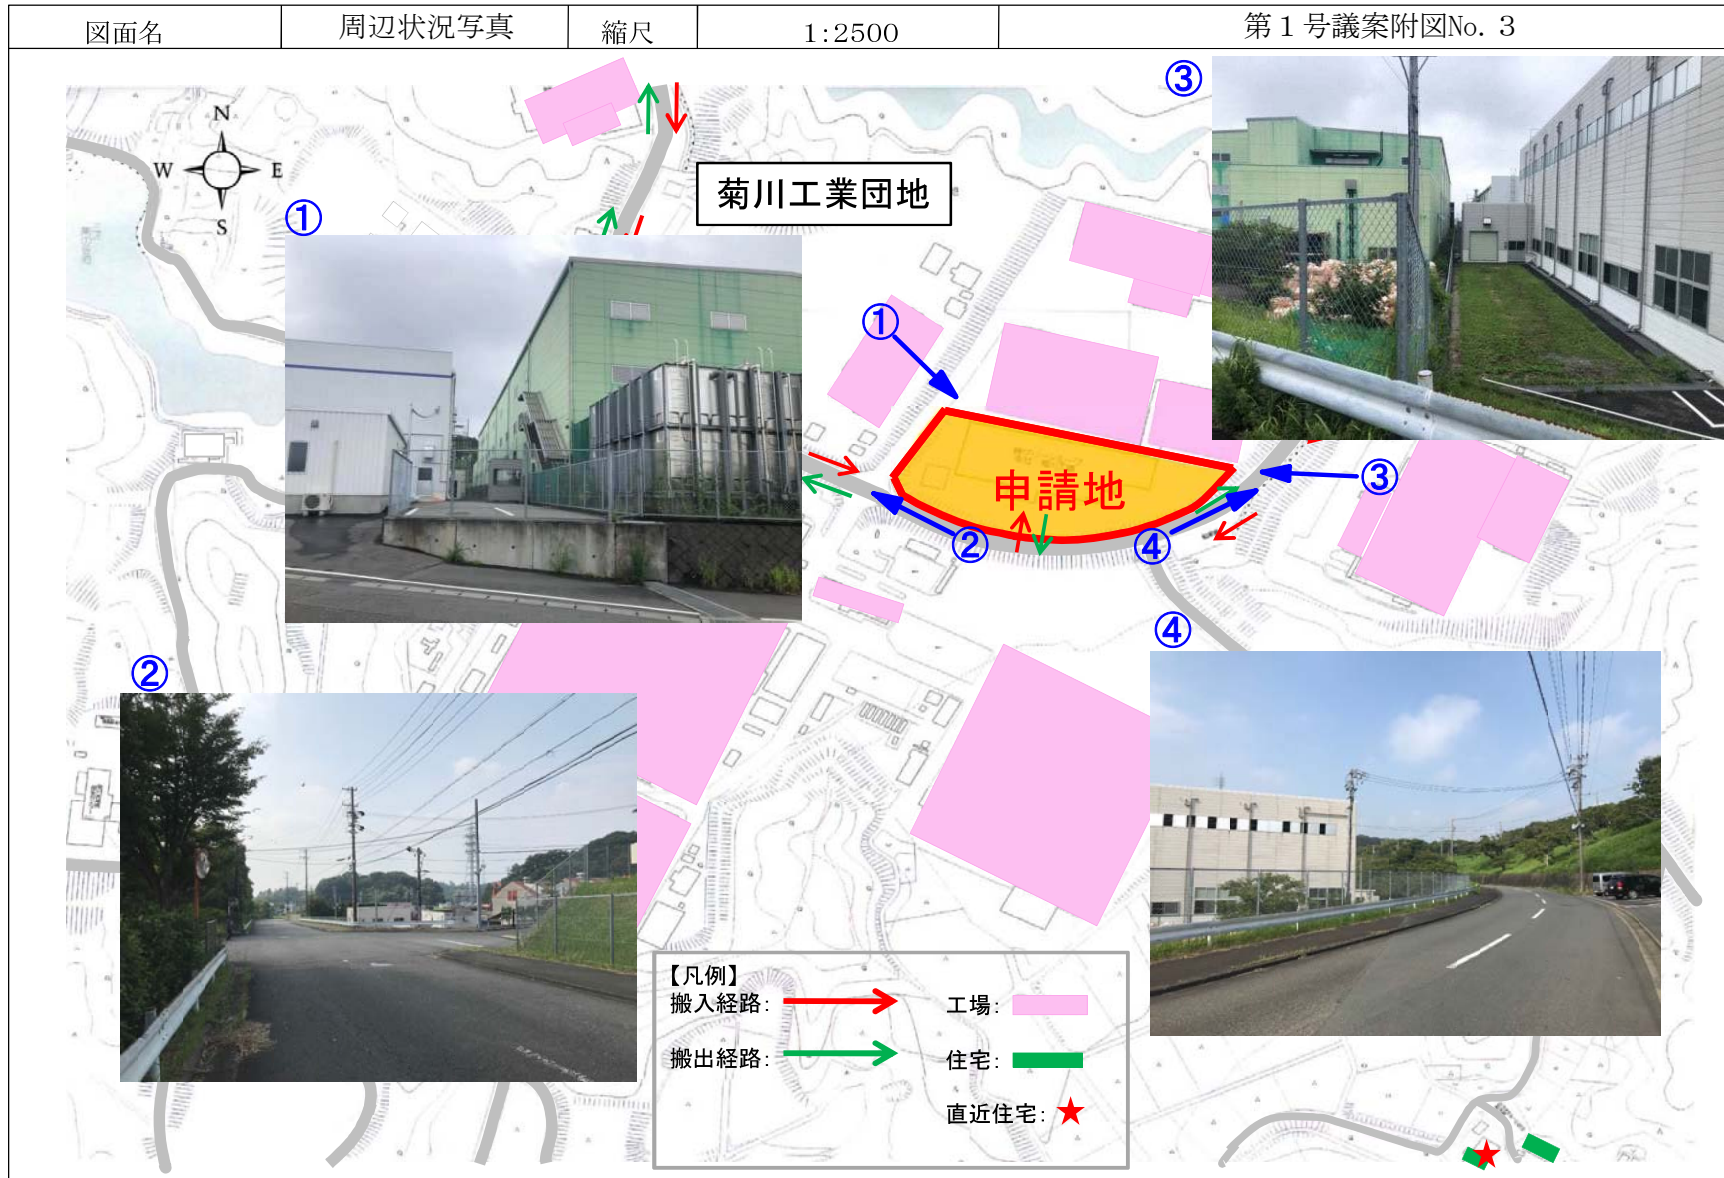 図面名 周辺状況写真 縮尺 1:2500 第１号議案附図No. 3
③
N
W E
S
菊川工業団地
①
①
申請地
③
②
④
④
②
【凡例】
搬入経路: 工場:
搬出経路: 住宅:
直近住宅: